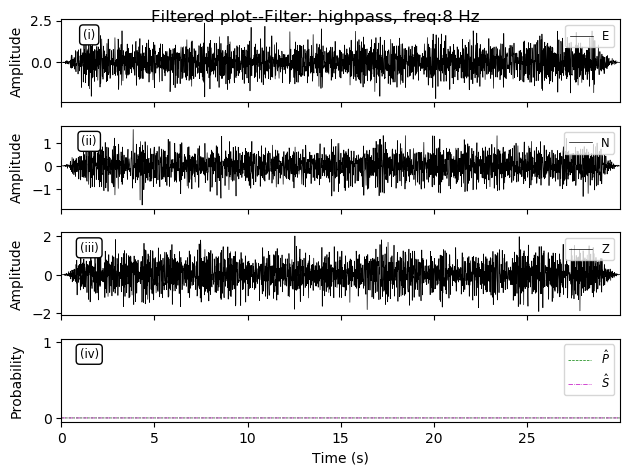 Filtered plot--Filter: highpass, freq:8 Hz
2.5
0.0
Amplitude
(i)
E
1
0
−1
Amplitude
(ii)
N
2
0
−2
Amplitude
(iii)
Z
1
0
Probability
(iv)
P̂
Ŝ
0 5 10 15 20 25
Time (s)